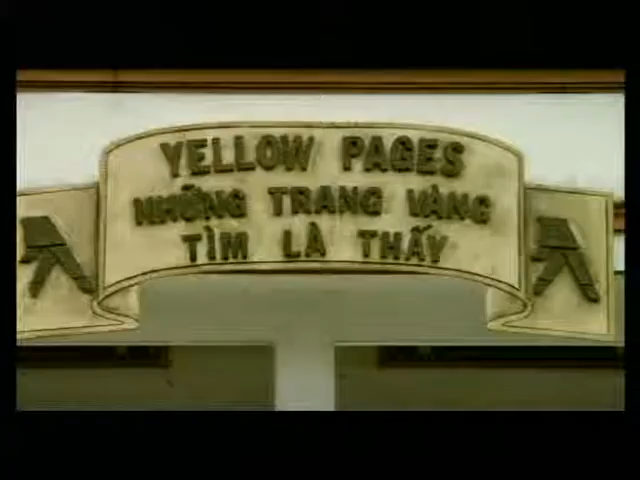 YELLOW PAGES
NHỮNG TRANG VÀNG
TÌM LÀ THẤY